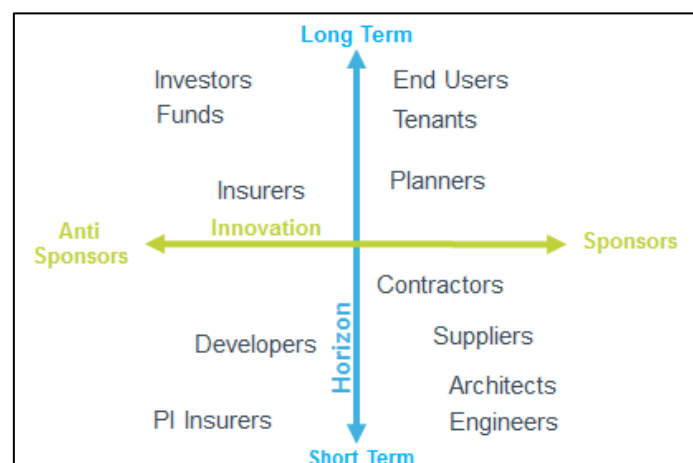 Long Term
Investors
Funds
End Users
Tenants
Insurers
Planners
Anti
Sponsors
Innovation
Sponsors
Contractors
Horizon
Developers
Suppliers
Architects
PI Insurers
Engineers
Short Term